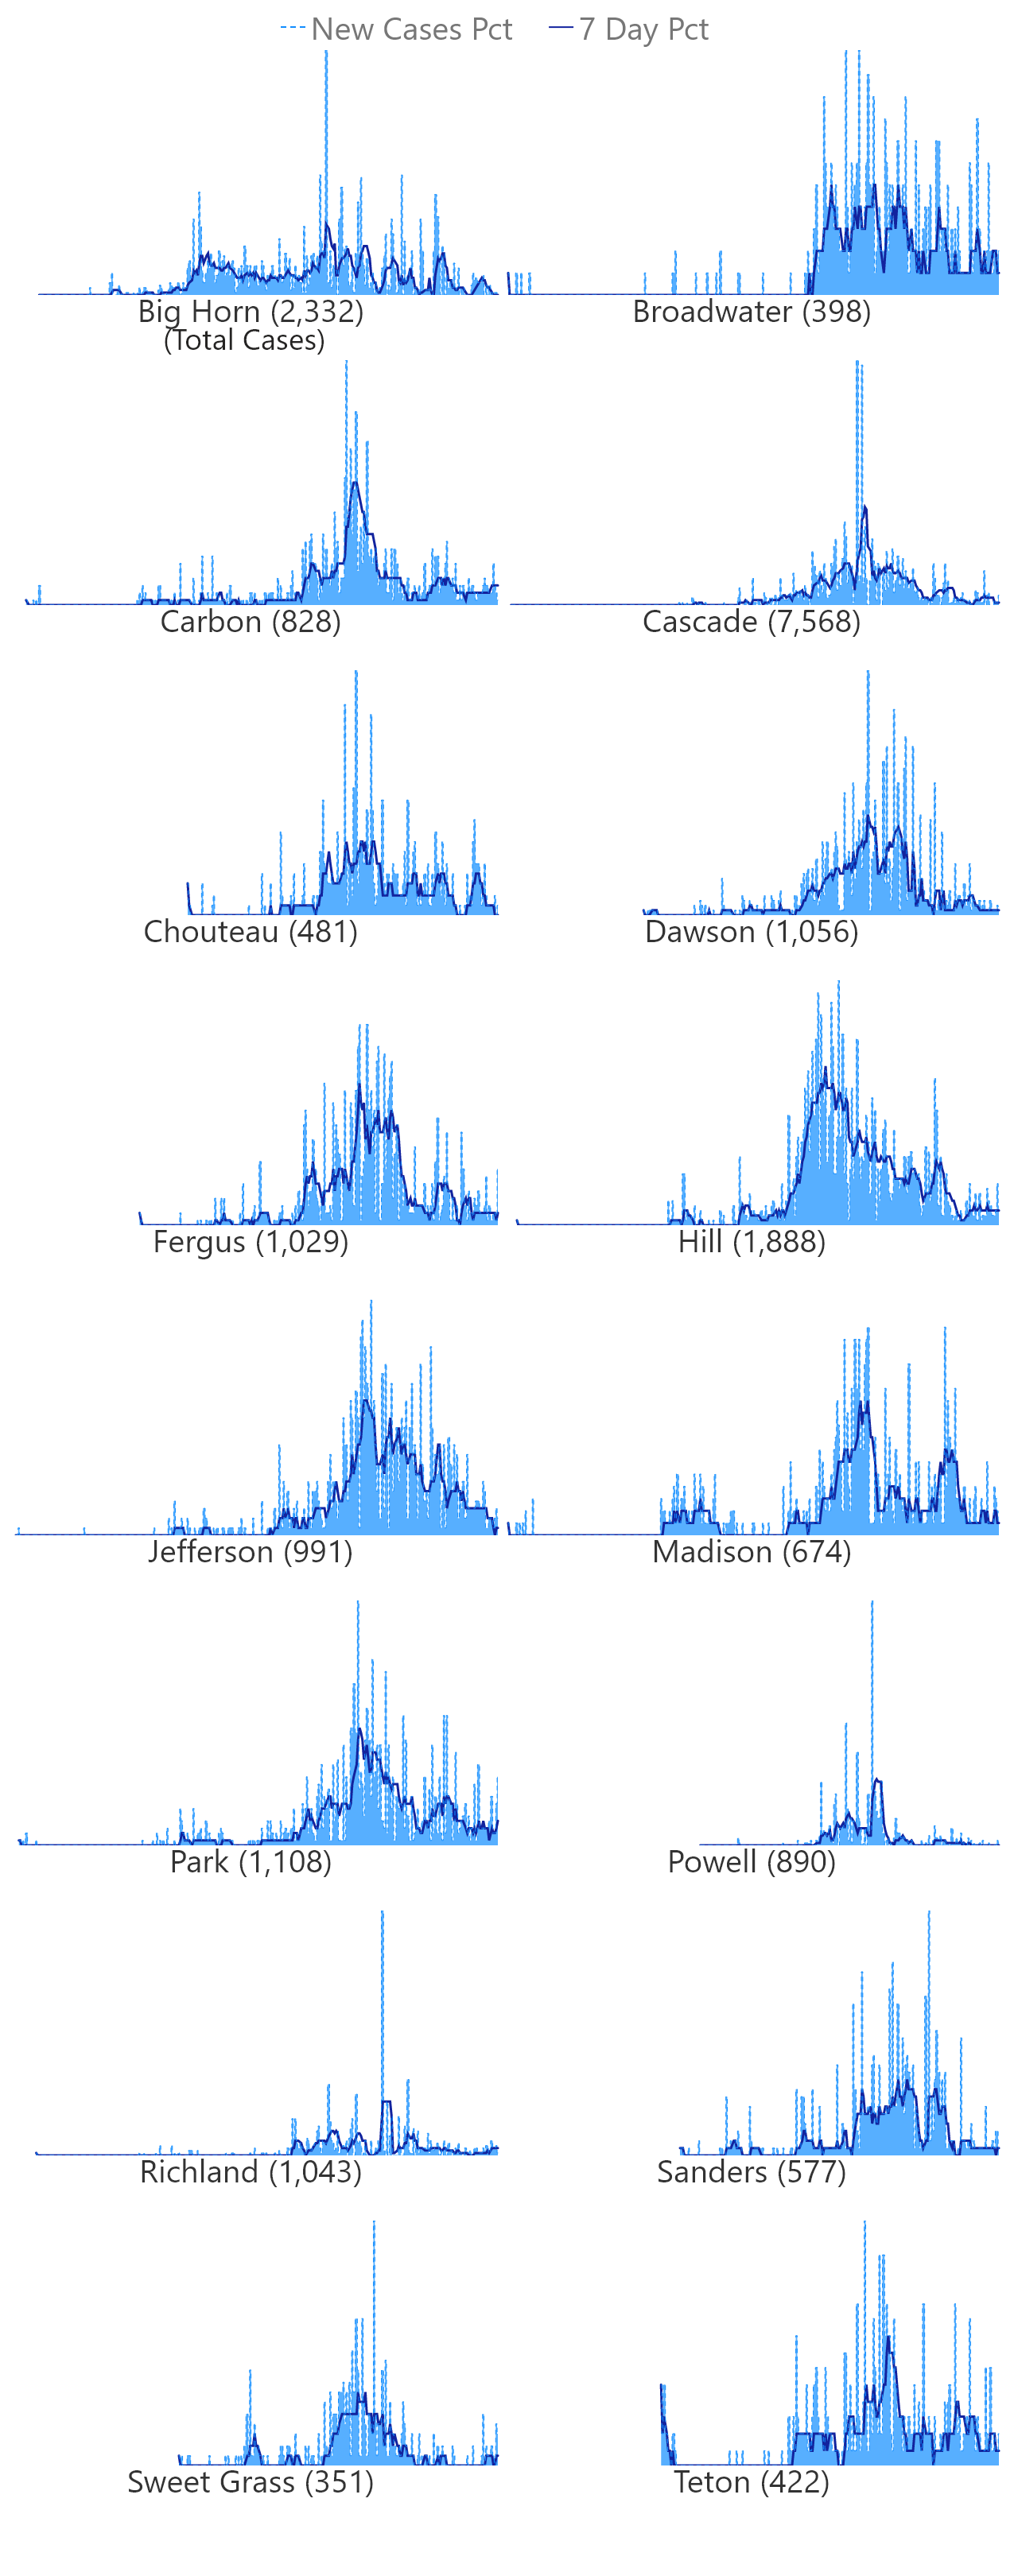 New Cases Pct 7 Day Pct
Big Horn (2,332) Broadwater (398)
(Total Cases)
Carbon (828) Cascade (7,568)
Chouteau (481) Dawson (1,056)
Fergus (1,029) Hill (1,888)
Jefferson (991) Madison (674)
Park (1,108) Powell (890)
Richland (1,043) Sanders (577)
Sweet Grass (351) Teton (422)